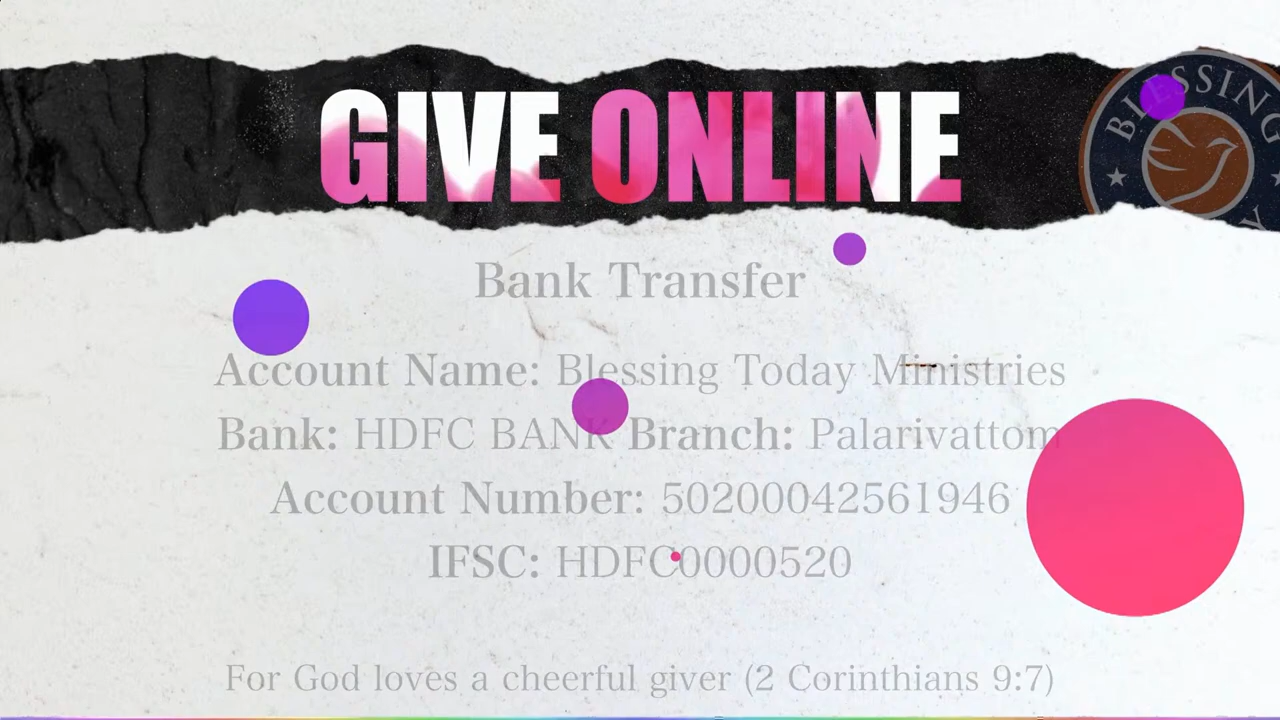 GIVE ONLINE
BLESSING
Bank Transfer
Account Name: Blessing Today Ministries
Bank: HDFC BANK Branch: Palarivattom
Account Number: 50200042561946
IFSC: HDFC0000520
For God loves a cheerful giver (2 Corinthians 9:7)